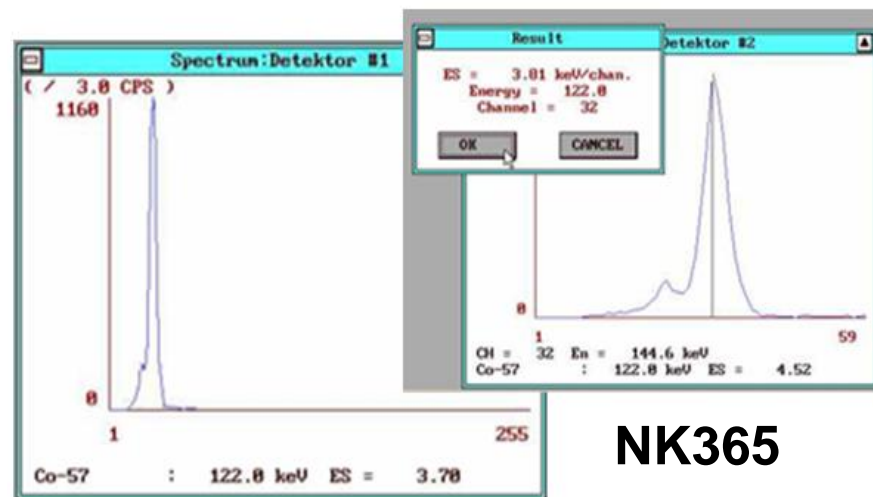 Spectrum:Detektor #1
( / 3.0 CPS )
1160
0
1
255
Co-57 : 122.0 keV ES = 3.70
Result
ES = 3.81 keV/chan.
Energy = 122.0
Channel = 32
OK
CANCEL
Detektor #2
0
1
59
CH = 32 En = 144.6 keV
Co-57 : 122.0 keV ES = 4.52
NK365